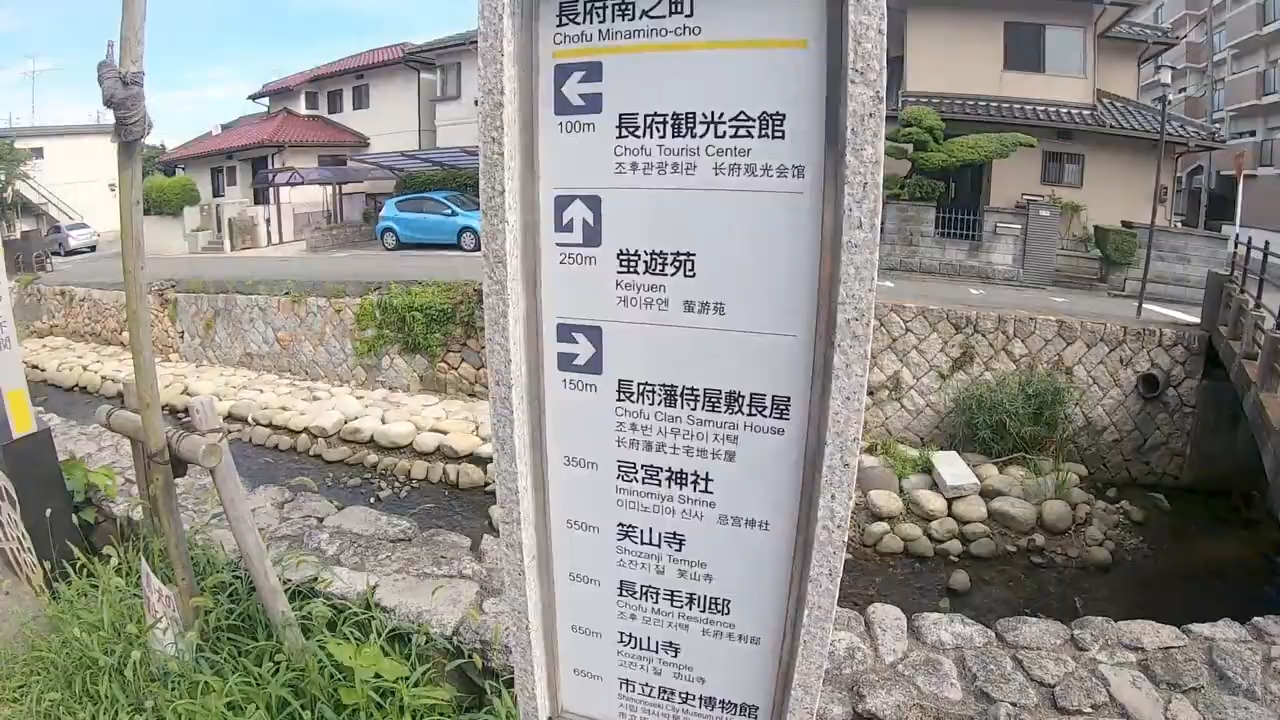 長府南之町
Chofu Minamino-cho
100m
長府観光会館
Chofu Tourist Center
조후관광회관 长府观光会馆
250m
蛍遊苑
Keiyuen
게이유엔 萤游苑
150m
長府藩侍屋敷長屋
Chofu Clan Samurai House
조후번 사무라이 저택
长府藩武士宅地长屋
350m
忌宮神社
Iminomiya Shrine
이미노미야 신사 忌宫神社
550m
笑山寺
Shozanji Temple
쇼잔지 절 笑山寺
550m
長府毛利邸
Chofu Mori Residence
조후 모리 저택 长府毛利邸
650m
功山寺
Kozanji Temple
고잔지 절 功山寺
650m
市立歴史博物館
Shimonoseki City Museum of